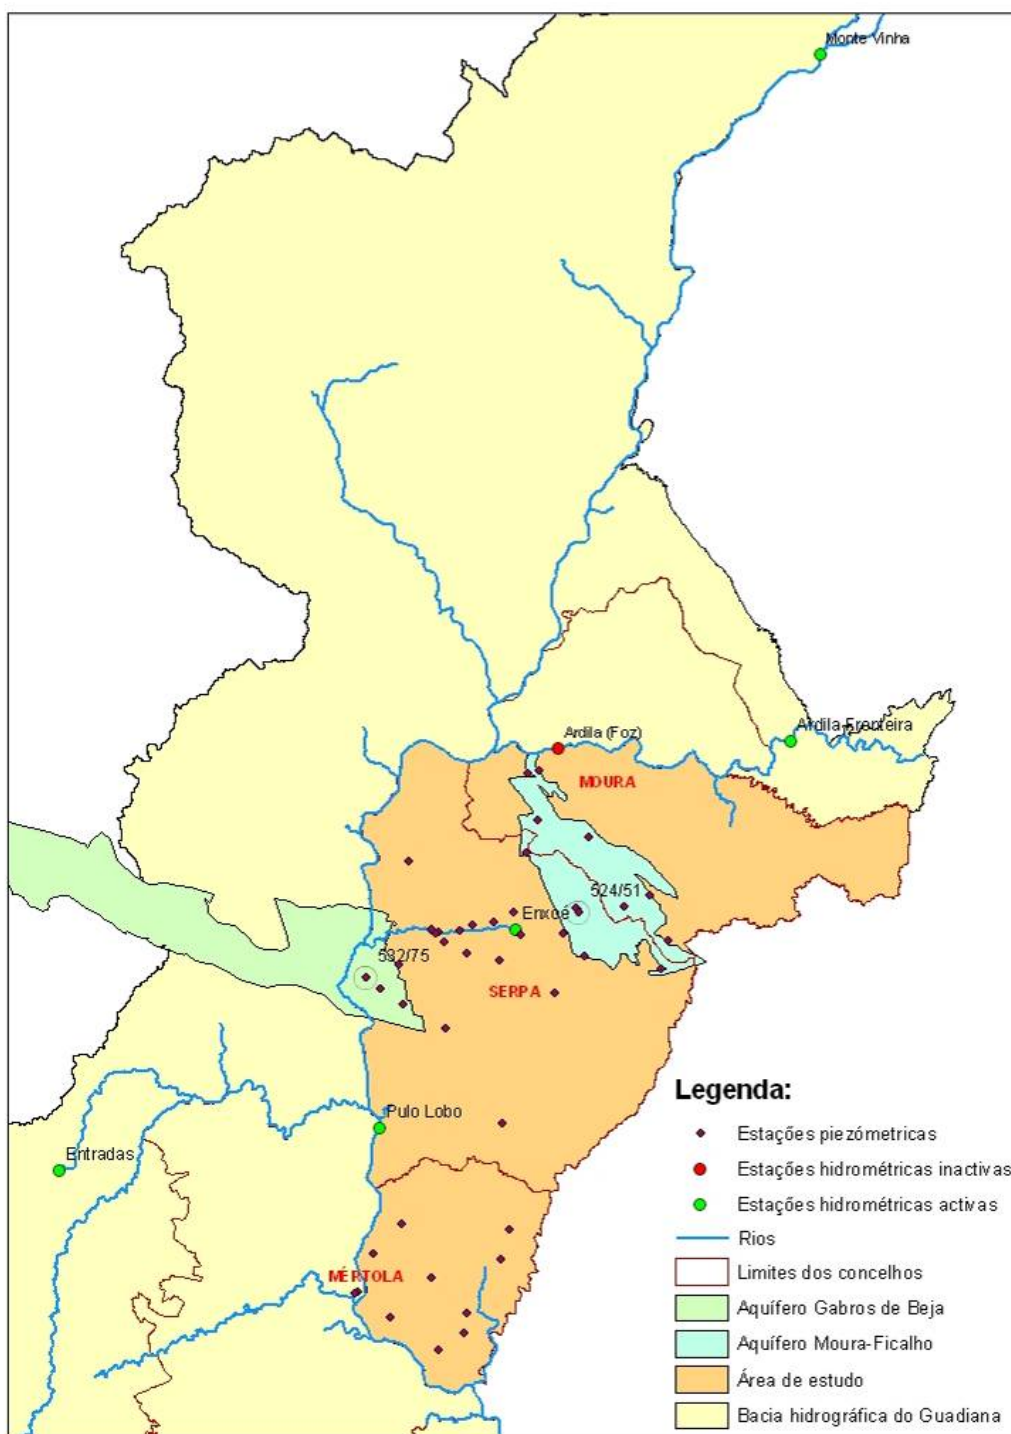 Monte Vinha
Ardila-Fronteira
Ardila (Foz)
MOURA
524/51
Enxoé
532/75
SERPA
Pulo Lobo
Entradas
MÉRTOLA
Legenda:
Estações piezómetricas
Estações hidrométricas inactivas
Estações hidrométricas activas
Rios
Limites dos concelhos
Aquífero Gabros de Beja
Aquífero Moura-Ficalho
Área de estudo
Bacia hidrográfica do Guadiana